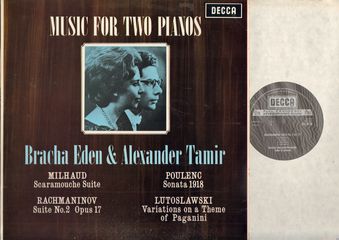 MUSIC FOR TWO PIANOS
DECCA
Bracha Eden & Alexander Tamir
MILHAUD
Scaramouche Suite
POULENC
Sonata 1918
RACHMANINOV
Suite No.2 Opus 17
LUTOSLAWSKI
Variations on a Theme
of Paganini
DECCA